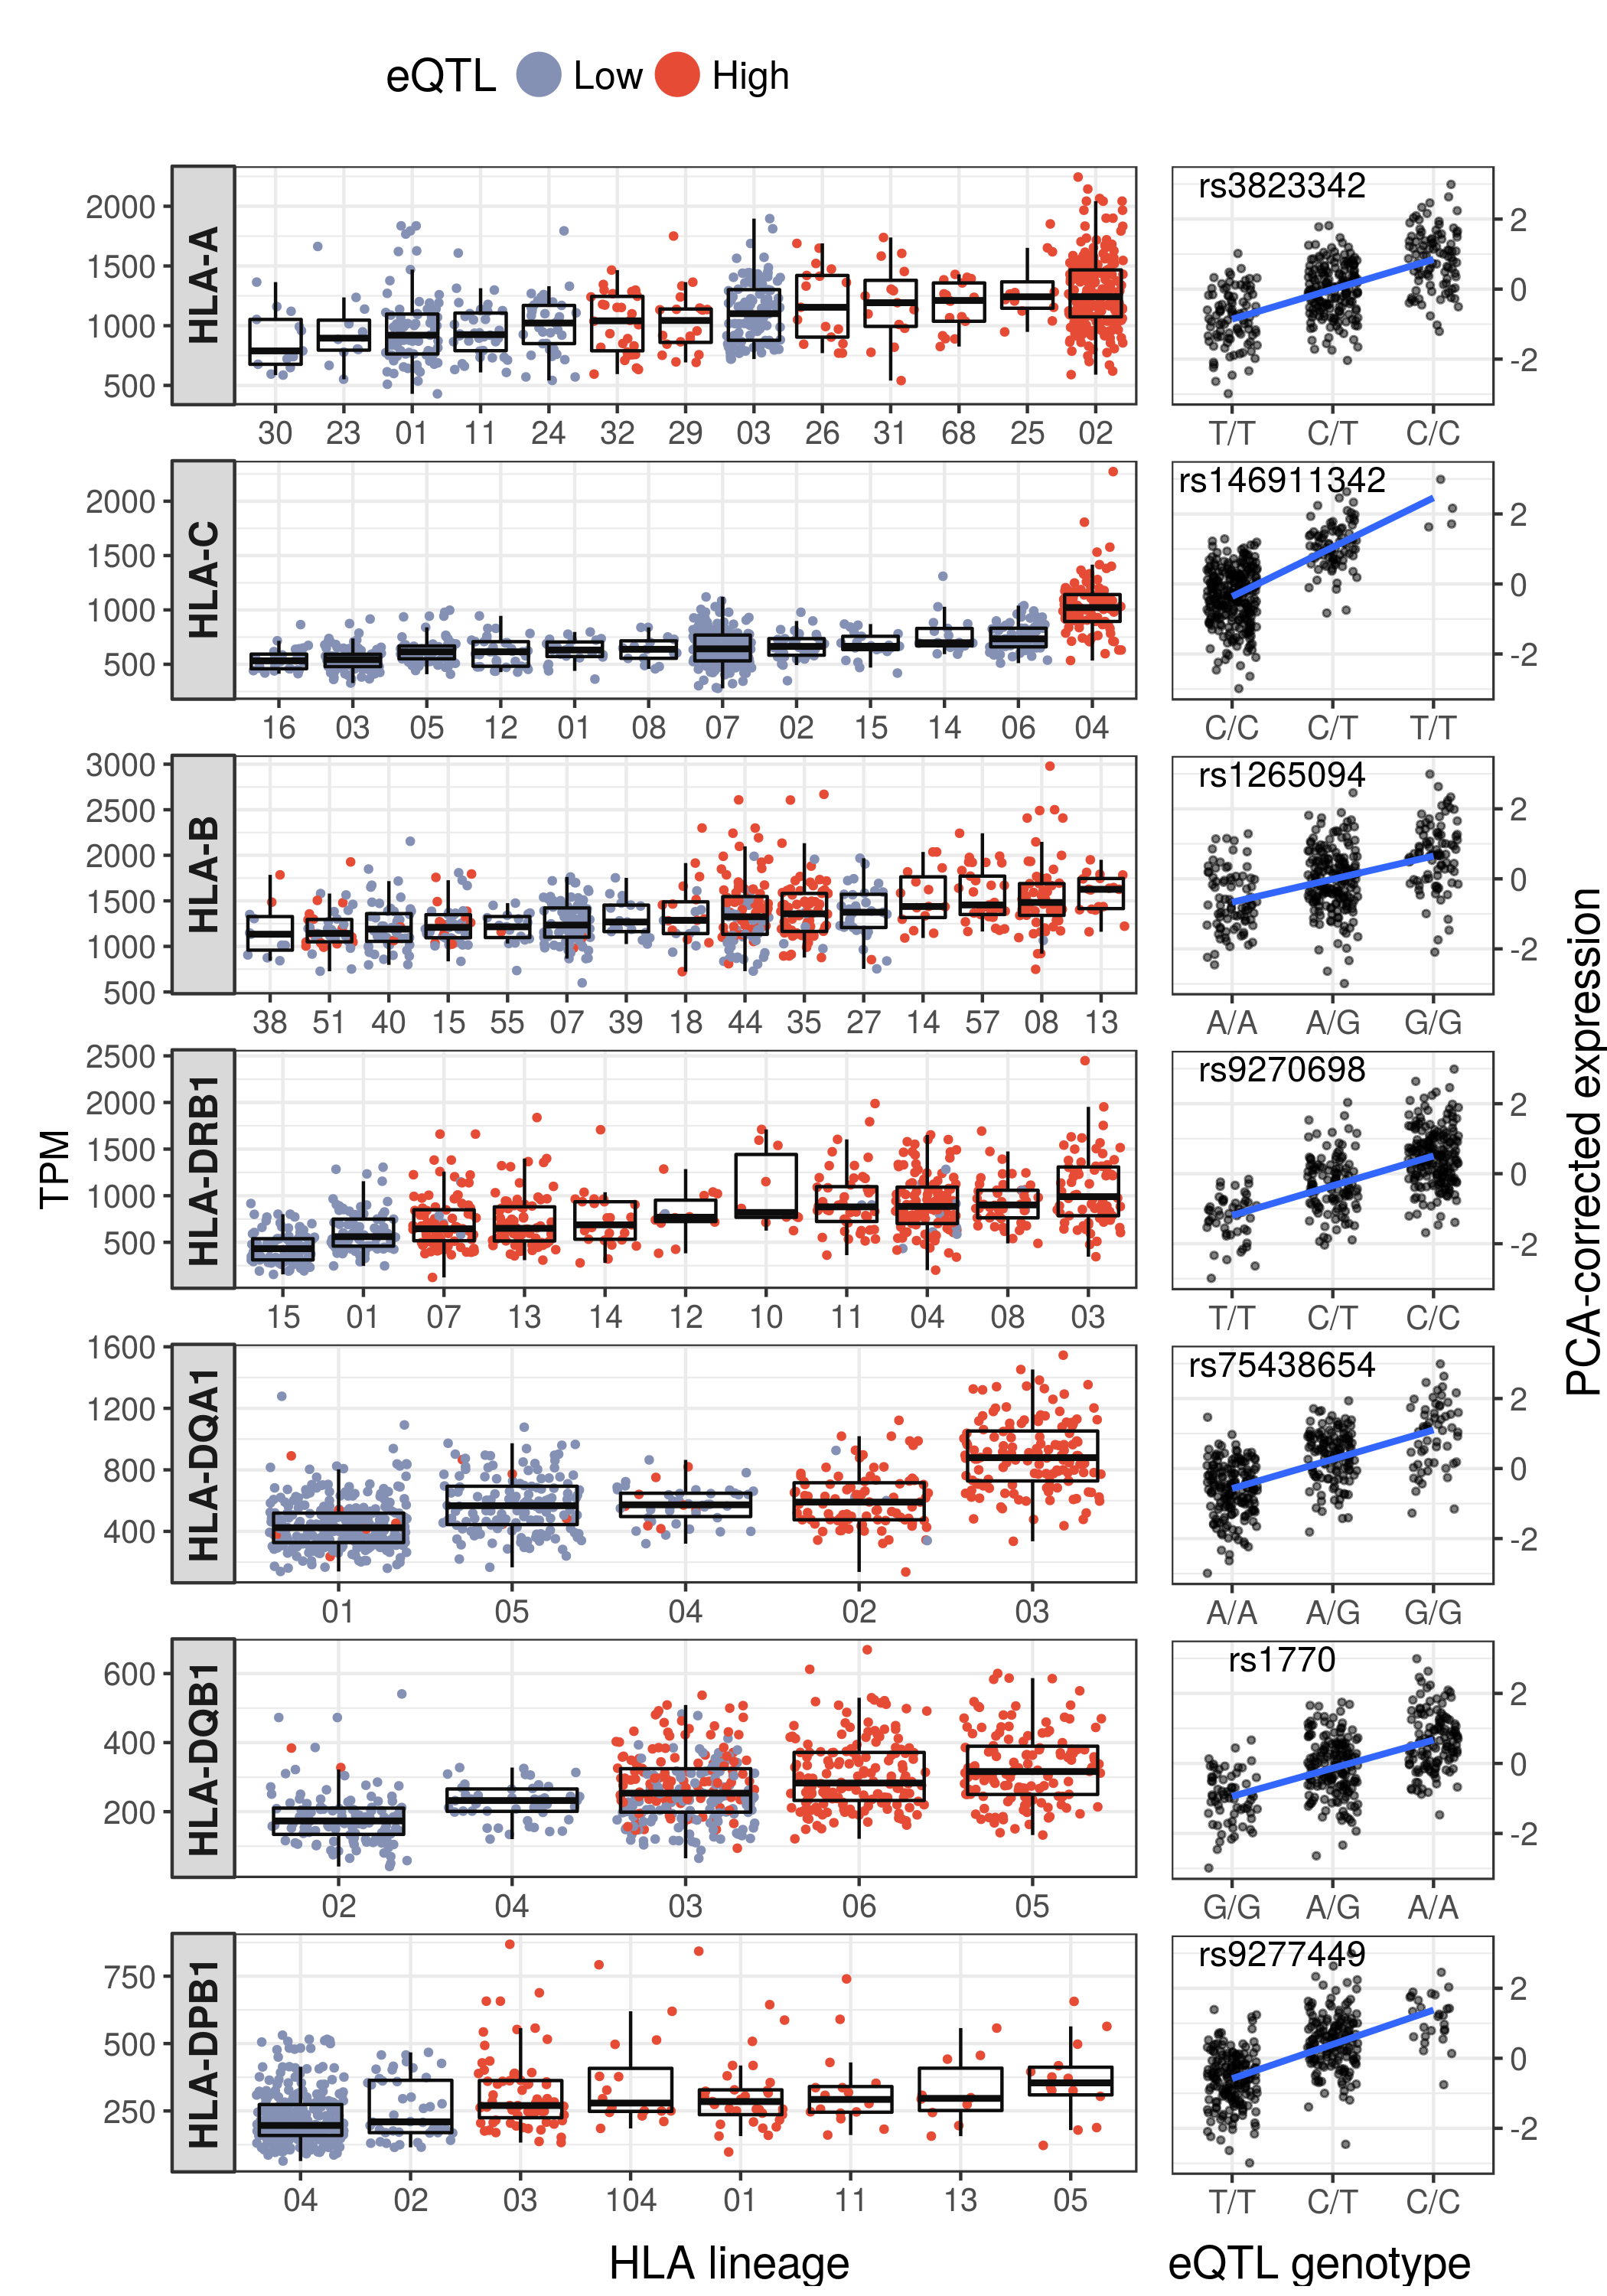 eQTL Low High
HLA-A
2000
1500
1000
500
30 23 01 11 24 32 29 03 26 31 68 25 02
rs3823342
2
0
-2
T/T C/T C/C
HLA-C
2000
1500
1000
500
16 03 05 12 01 08 07 02 15 14 06 04
rs146911342
2
0
-2
C/C C/T T/T
HLA-B
3000
2500
2000
1500
1000
500
38 51 40 15 55 07 39 18 44 35 27 14 57 08 13
rs1265094
2
0
-2
A/A A/G G/G
HLA-DRB1
2500
2000
1500
1000
500
15 01 07 13 14 12 10 11 04 08 03
rs9270698
2
0
-2
T/T C/T C/C
HLA-DQA1
1600
1200
800
400
01 05 04 02 03
rs75438654
2
0
-2
A/A A/G G/G
HLA-DQB1
600
400
200
02 04 03 06 05
rs1770
2
0
-2
G/G A/G A/A
HLA-DPB1
750
500
250
04 02 03 104 01 11 13 05
rs9277449
2
0
-2
T/T C/T C/C
TPM
PCA-corrected expression
HLA lineage
eQTL genotype